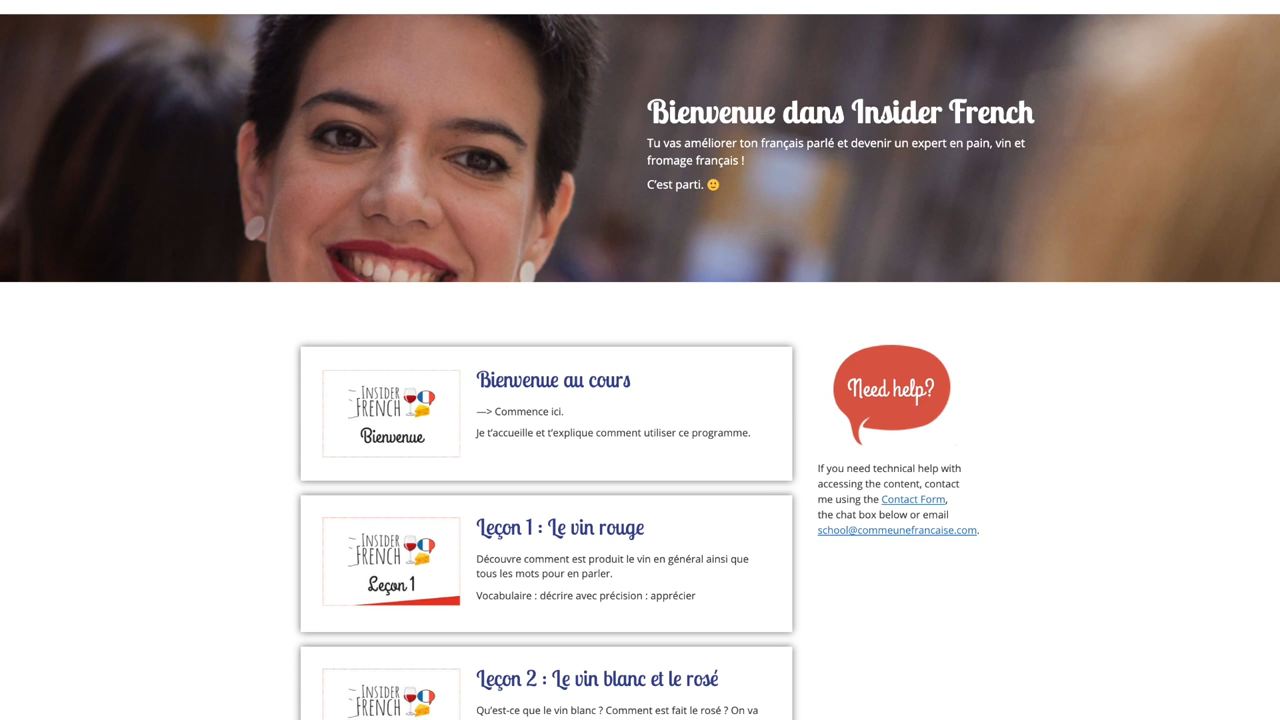 Bienvenue dans Insider French
Tu vas améliorer ton français parlé et devenir un expert en pain, vin et
fromage français !
C'est parti. 🙂
INSIDER
FRENCH
Bienvenue
Bienvenue au cours
—> Commence ici.
Je t'accueille et t'explique comment utiliser ce programme.
Need help?
If you need technical help with
accessing the content, contact
me using the Contact Form,
the chat box below or email
school@commeunefrancaise.com.
INSIDER
FRENCH
Leçon 1
Leçon 1 : Le vin rouge
Découvre comment est produit le vin en général ainsi que
tous les mots pour en parler.
Vocabulaire : décrire avec précision : apprécier
INSIDER
FRENCH
Leçon 2 : Le vin blanc et le rosé
Qu'est-ce que le vin blanc ? Comment est fait le rosé ? On va